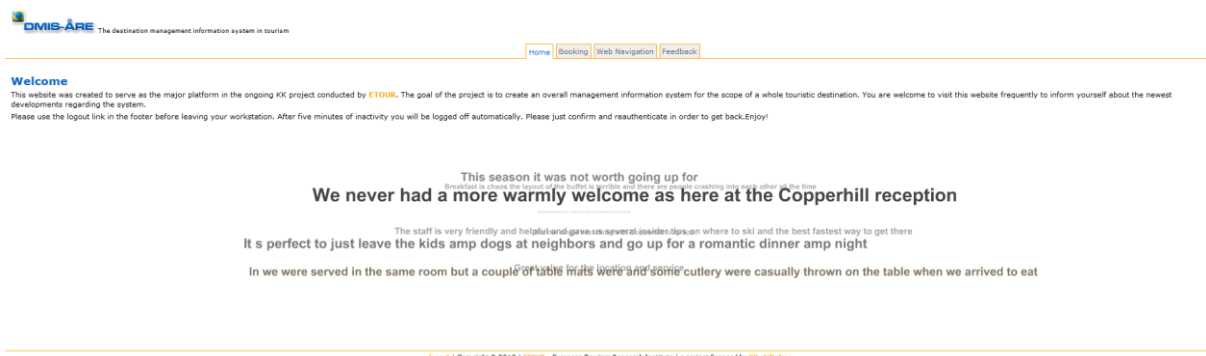 DMIS-ÅRE The destination management information system in tourism
Home Booking Web Navigation Feedback
Welcome
This website was created to serve as the major platform in the ongoing KK project conducted by ETOUR. The goal of the project is to create an overall management information system for the scope of a whole touristic destination. You are welcome to visit this website frequently to inform yourself about the newest
developments regarding the system.
Please use the logout link in the footer before leaving your workstation. After five minutes of inactivity you will be logged off automatically. Please just confirm and reauthenticate in order to get back.Enjoy!
This season it was not worth going up for
Breakfast is chaos the layout of the buffet is terrible and there are people crashing into each other all the time
We never had a more warmly welcome as here at the Copperhill reception
The staff is very friendly and helpful and gave us several insider tips on where to ski and the best fastest way to get there
It s perfect to just leave the kids amp dogs at neighbors and go up for a romantic dinner amp night
Great value for the location and service
In we were served in the same room but a couple of table mats were and some cutlery were casually thrown on the table when we arrived to eat